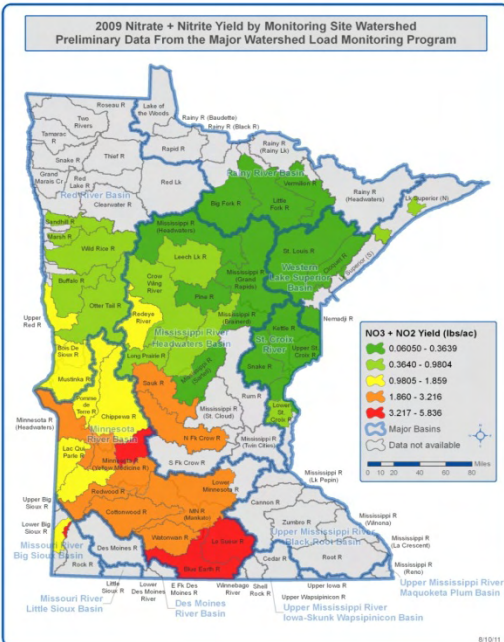 2009 Nitrate + Nitrite Yield by Monitoring Site Watershed
Preliminary Data From the Major Watershed Load Monitoring Program
Roseau R
Lake of
the Woods
Rainy R (Baudette)
Two
Rivers
Rainy R (Black R)
Tamarac
R
Rapid R
Rainy R
(Rainy Lk)
Snake R
Thief R
Grand
Marais Cr
Red
Lake R
Red Lk
Rainy River Basin
Vermilion R
Rainy R
(Headwaters)
Lk Superior (N)
Red River Basin
Clearwater R
Big Fork R
Little
Fork R
Sandhill R
Mississippi R
(Headwaters)
Marsh R
Wild Rice R
Leech Lk R
St. Louis R
Cloquet R
Lk Superior (S)
Mississippi R
(Grand
Rapids)
Western
Lake Superior
Basin
Buffalo R
Crow
Wing
River
Pine R
Otter Tail R
Redeye
River
Mississippi R
(Brainerd)
Nemadji R
Upper
Red R
Mississippi River
Headwaters Basin
Kettle R
St. Croix
River
Upper St.
Croix R
Bois De
Sioux R
Long Prairie R
Mississippi R
(Sartell)
Snake R
Mustinka R
Pomme
de
Terre R
Sauk R
Rum R
Chippewa R
Minnesota R
(Headwaters)
Mississippi R
(St. Cloud)
Lower St.
Croix R
Minnesota
River Basin
N Fk Crow R
Mississippi R
(Twin Cities)
Lac Qui
Parle R
S Fk Crow R
Minnesota R
(Yellow Medicine R)
Mississippi R
(Lk Pepin)
Upper Big
Sioux R
Redwood R
Lower
Minnesota R
Cannon R
Mississippi R
(Winona)
Lower Big
Sioux R
Cottonwood R
MN R
(Mankato)
Zumbro R
Mississippi R
(La Crescent)
Missouri River
Big Sioux Basin
Watonwan R
Le Sueur R
Upper Mississippi River
Black Root Basin
Des Moines R
Root R
Mississippi R
(Reno)
Rock R
Blue Earth R
Cedar R
Little
Sioux R
Lower
Des Moines
River
E Fk Des
Moines R
Winnebago
River
Shell
Rock R
Upper Iowa R
Upper Wapsipinicon R
Upper Mississippi River
Maquoketa Plum Basin
Missouri River
Little Sioux Basin
Des Moines
River
Upper Mississippi River
Iowa-Skunk Wapsipinicon Basin
NO3 + NO2 Yield (lbs/ac)
0.06050 - 0.3639
0.3640 - 0.9804
0.9805 - 1.859
1.860 - 3.216
3.217 - 5.836
Major Basins
Data not available
0 10 20 40 60 80
Miles
8/10/11